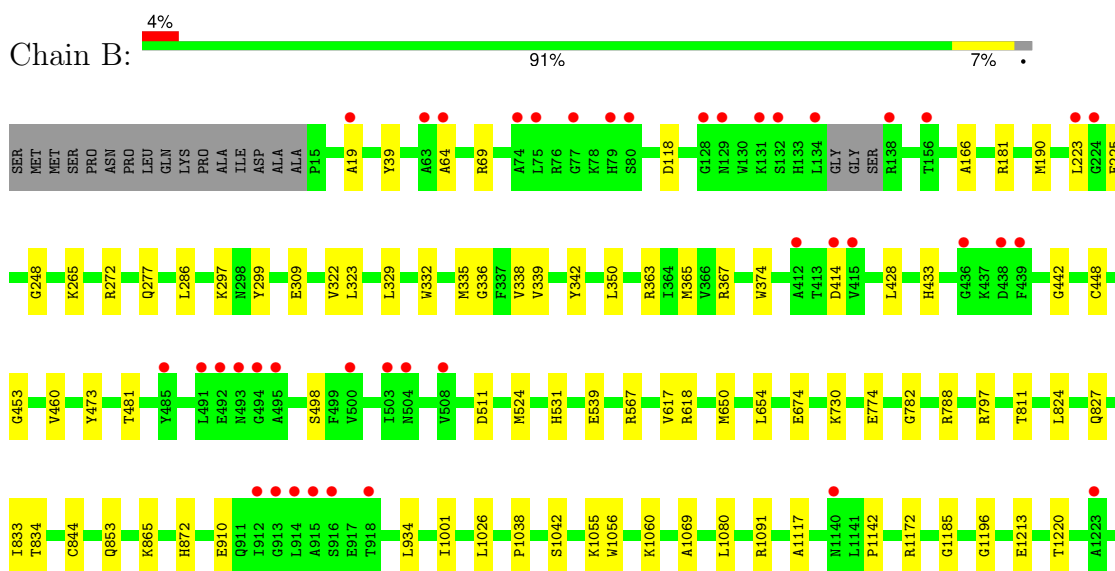 4%
Chain B:
91% 7% •
SER MET MET SER PRO ASN PRO LEU GLN LYS PRO ALA ILE ASP ALA ALA P15 A19 Y39 A63 A64 R69 A74 L75 R76 G77 K78 H79 S80 D118 G128 N129 W130 K131 S132 H133 L134 GLY GLY SER R138 T156 A166 R181 M190 L223 G224
G248 K265 R272 Q277 L286 K297 N298 Y299 E309 V322 L323 L329 W332 M335 G336 F337 V338 V339 Y342 L350 R363 I364 M365 V366 R367 W374 A412 T413 D414 V415 L428 H433 G436 K437 D438 F439 G442 C448
G453 V460 Y473 T481 Y485 L491 E492 N493 G494 A495 S498 F499 V500 I503 N504 V508 D511 M524 H531 E539 R567 V617 R618 M650 L654 E674 K730 E774 G782 R788 R797 T811 L824 Q827
I833 T834 C844 Q853 K865 H872 E910 Q911 I912 G913 L914 A915 S916 E917 T918 L934 I1001 L1026 P1038 S1042 K1055 W1056 K1060 A1069 L1080 R1091 A1117 N1140 L1141 P1142 R1172 G1185 G1196 E1213 T1220 A1223